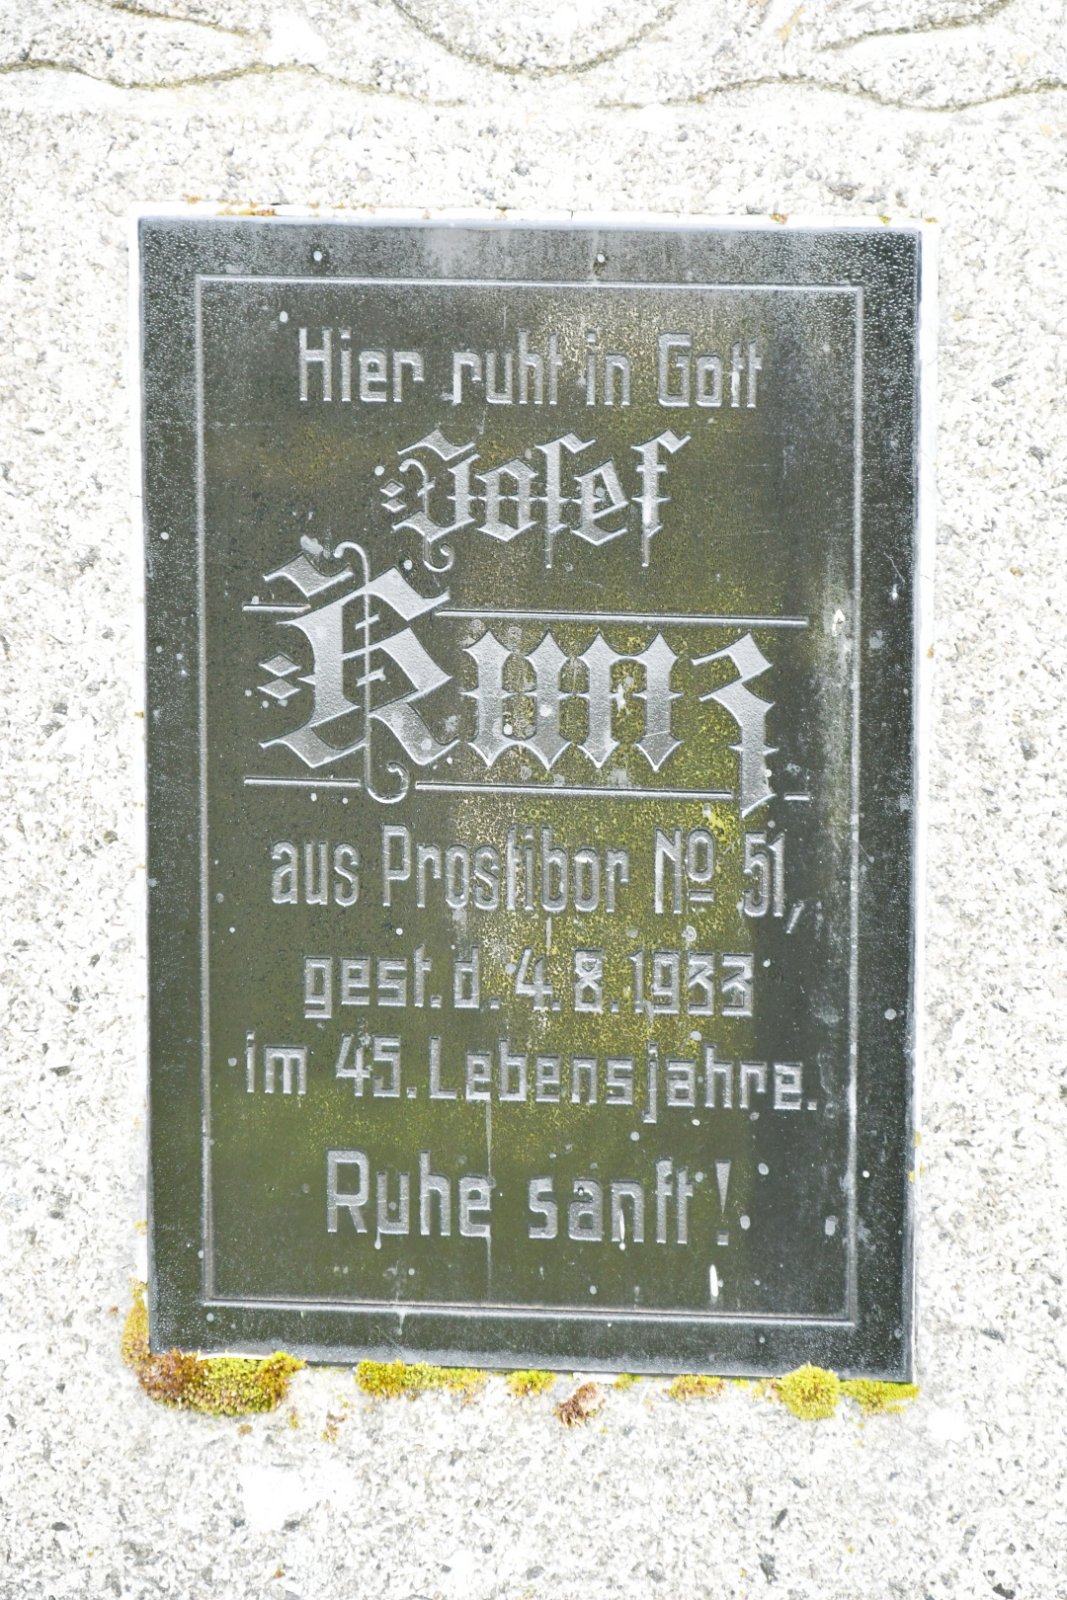 Hier ruht in Gott
Josef
Kunz
aus Prostibor No 51,
gest. d. 4. 8. 1933
im 45. Lebensjahre.
Ruhe sanft!